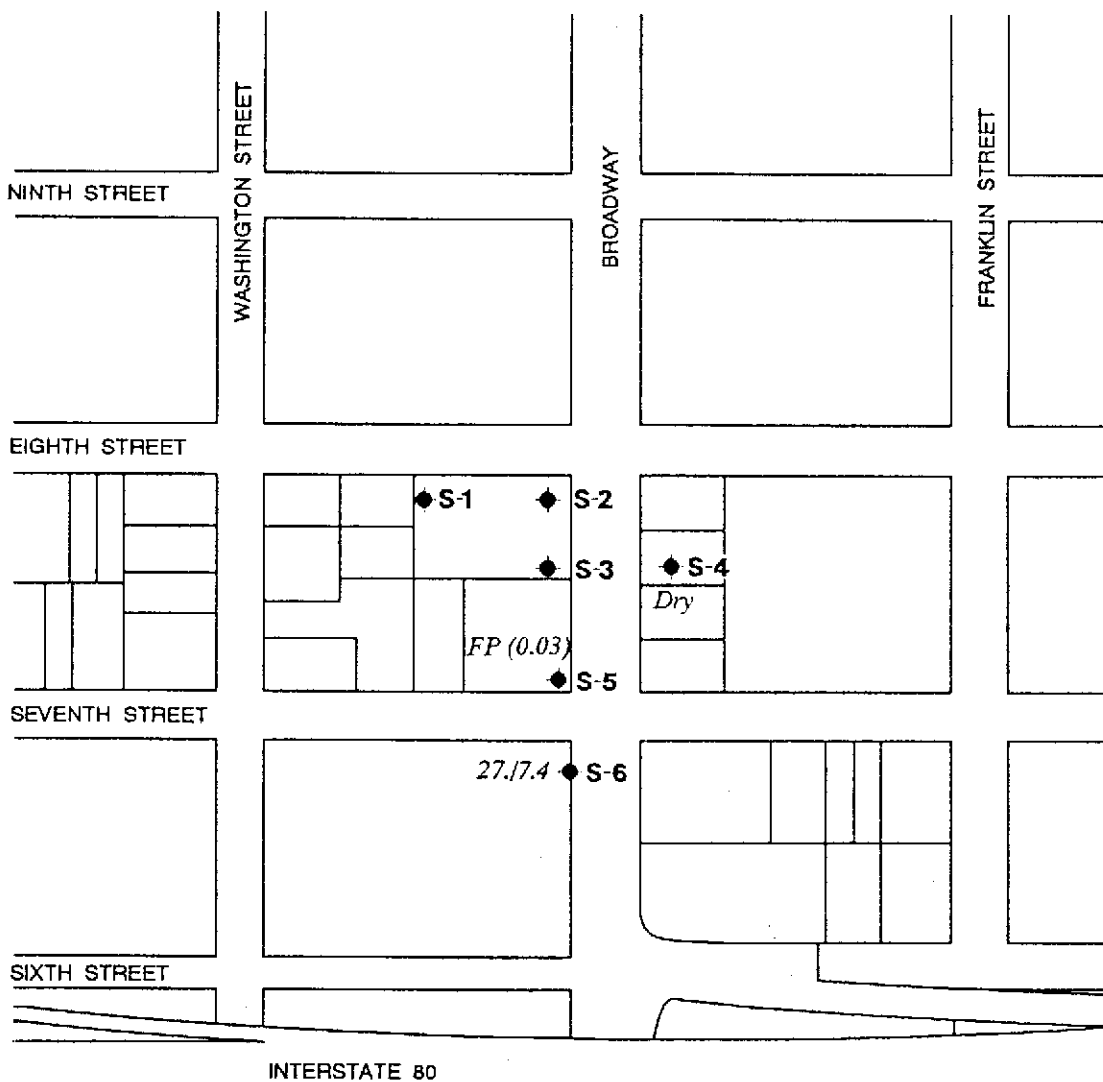 NINTH STREET
WASHINGTON STREET
BROADWAY
FRANKLIN STREET
EIGHTH STREET
S-1
S-2
S-3
S-4
Dry
FP (0.03)
S-5
SEVENTH STREET
27./7.4
S-6
SIXTH STREET
INTERSTATE 80